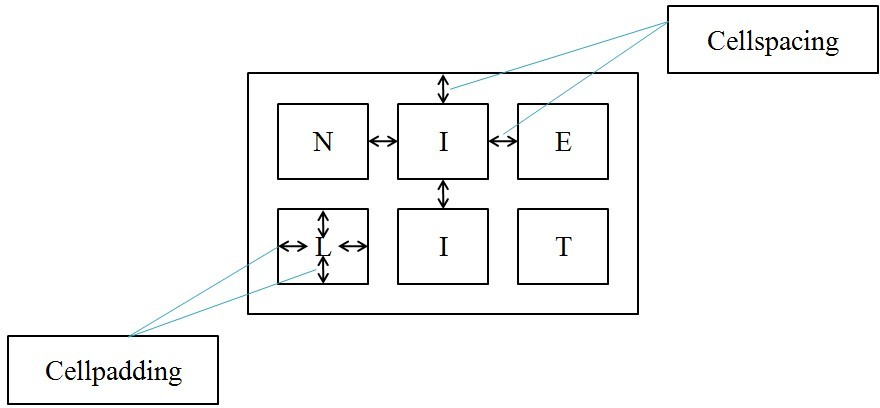 Cellspacing
N I E
L I T
Cellpadding